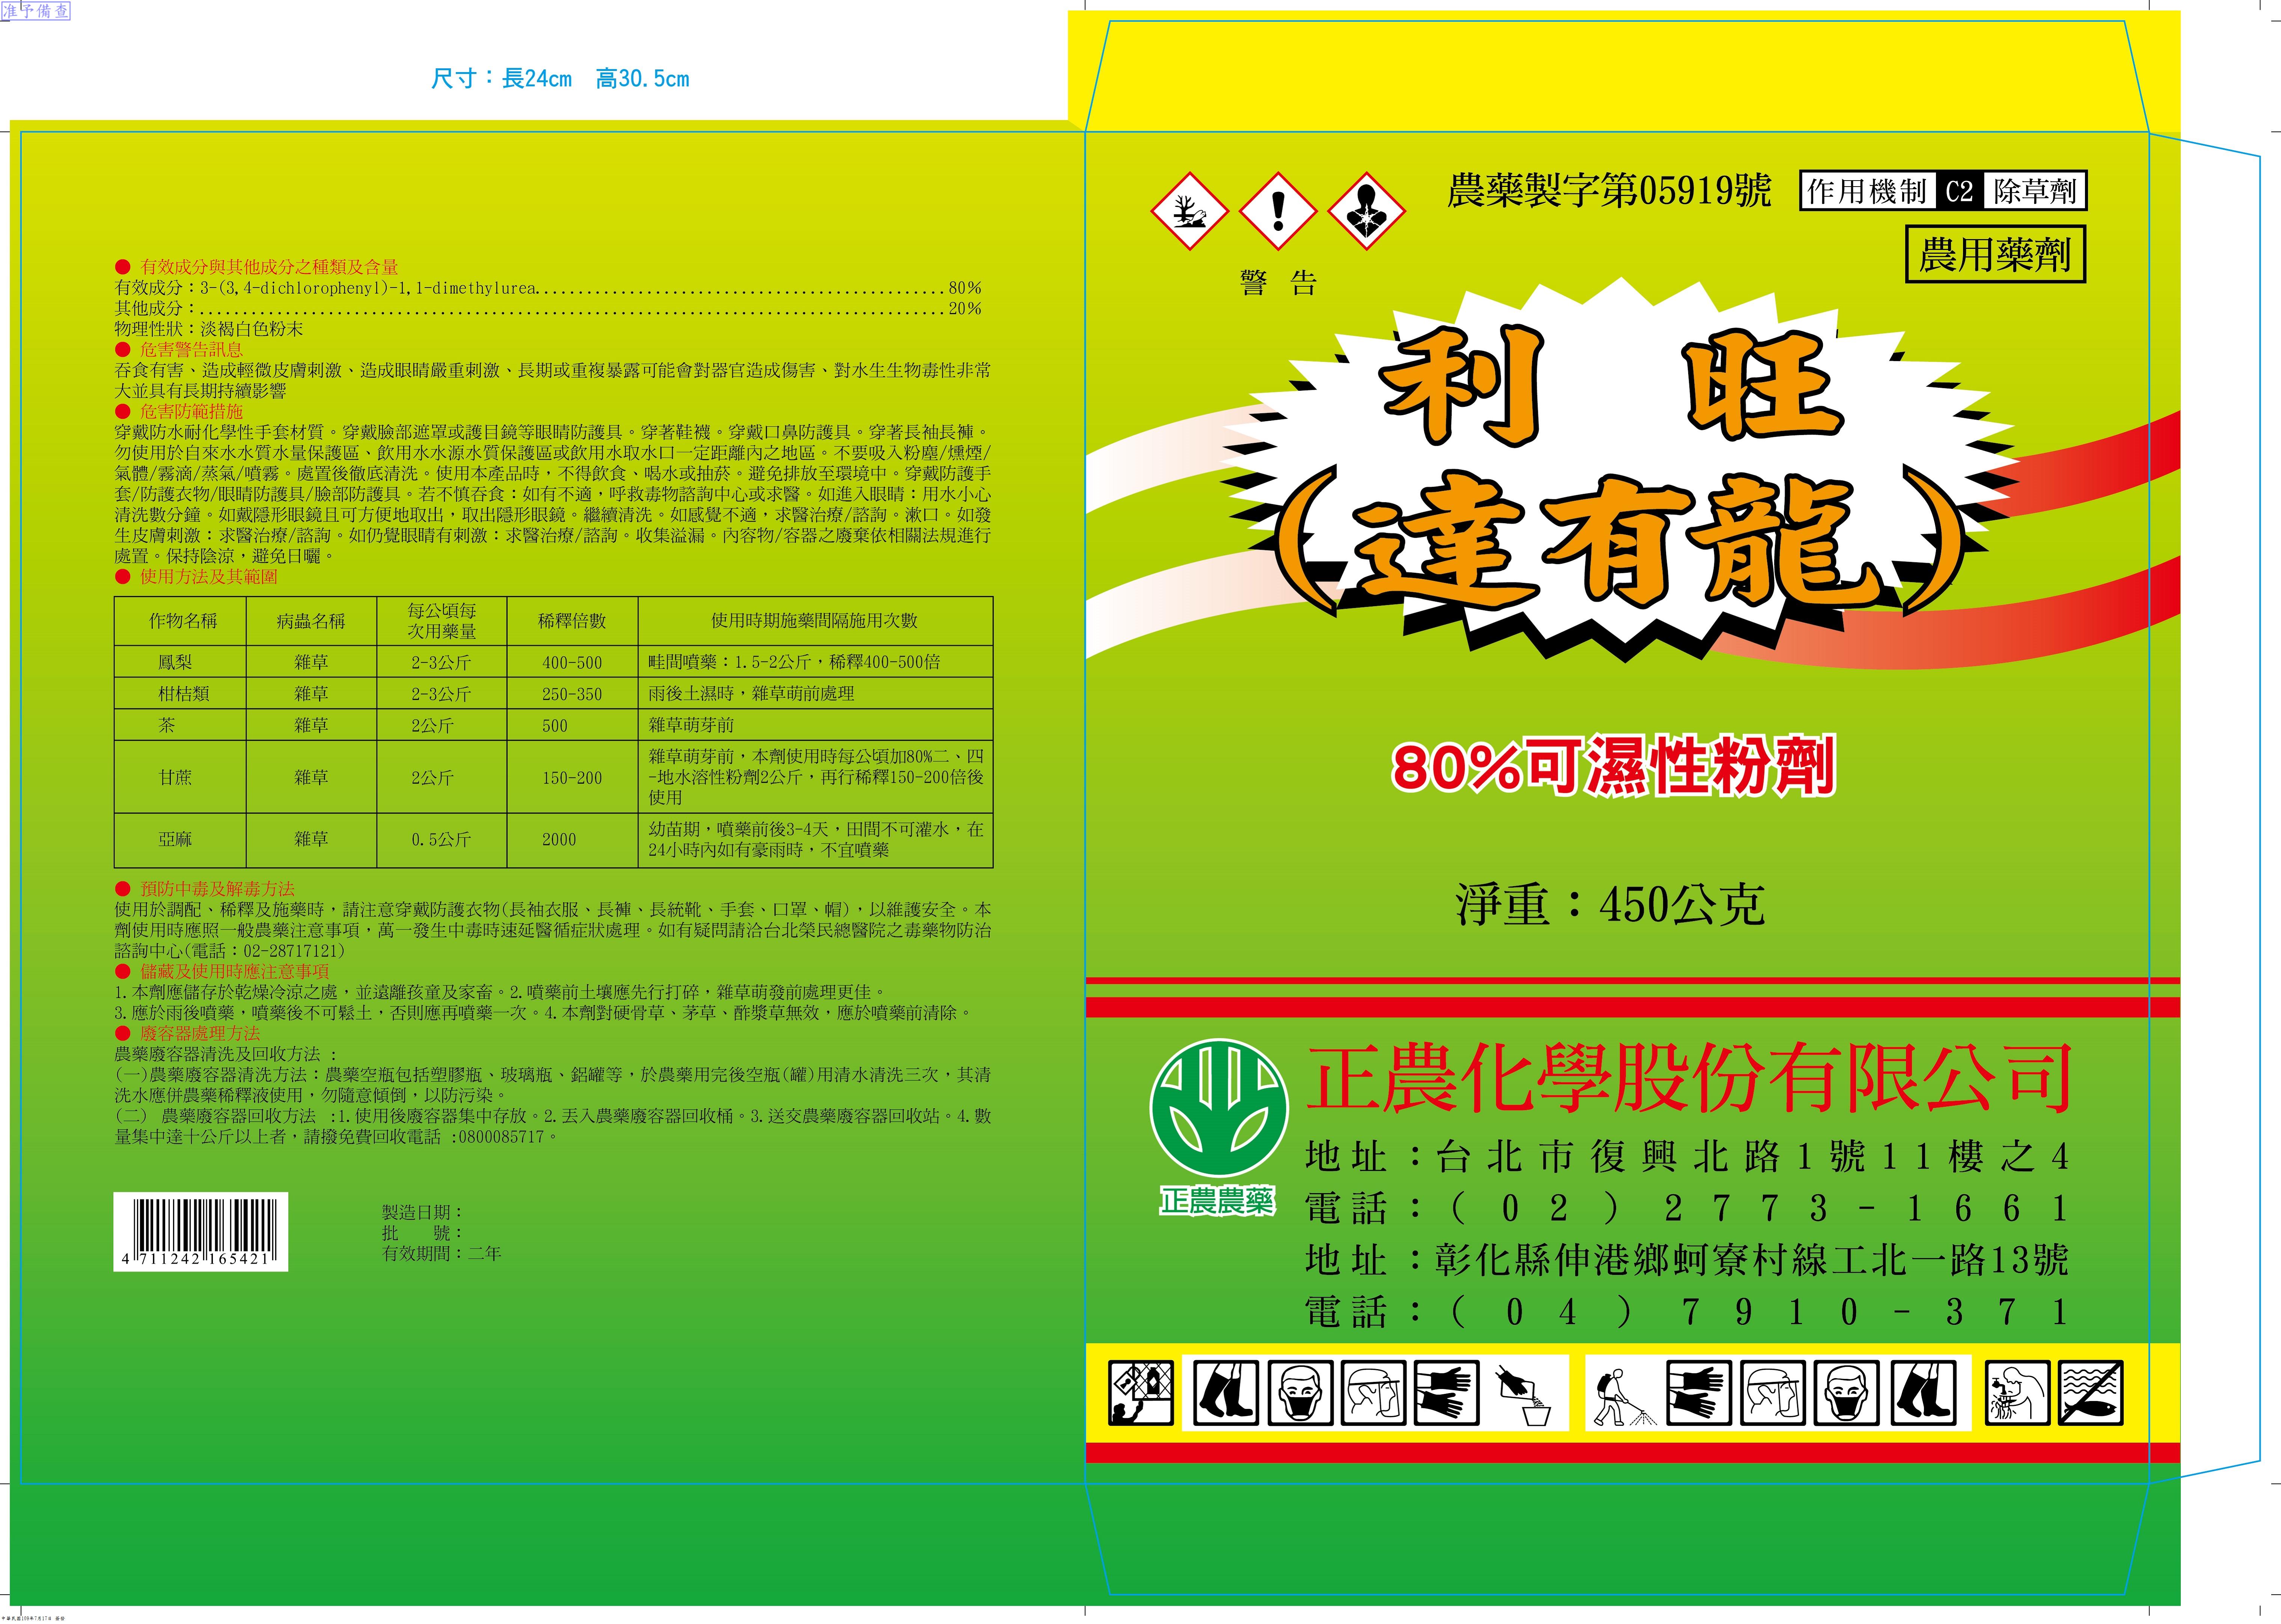 准予備查
尺寸：長24cm 高30.5cm
● 有效成分與其他成分之種類及含量
有效成分：3-(3,4-dichlorophenyl)-1,1-dimethylurea................................................80%
其他成分：.......................................................................................20%
物理性狀：淡褐白色粉末
● 危害警告訊息
吞食有害、造成輕微皮膚刺激、造成眼睛嚴重刺激、長期或重複暴露可能會對器官造成傷害、對水生生物毒性非常
大並具有長期持續影響
● 危害防範措施
穿戴防水耐化學性手套材質。穿戴臉部遮罩或護目鏡等眼睛防護具。穿著鞋襪。穿戴口鼻防護具。穿著長袖長褲。
勿使用於自來水水質水量保護區、飲用水水源水質保護區或飲用水取水口一定距離內之地區。不要吸入粉塵/燻煙/
氣體/霧滴/蒸氣/噴霧。處置後徹底清洗。使用本產品時，不得飲食、喝水或抽菸。避免排放至環境中。穿戴防護手
套/防護衣物/眼睛防護具/臉部防護具。若不慎吞食：如有不適，呼救毒物諮詢中心或求醫。如進入眼睛：用水小心
清洗數分鐘。如戴隱形眼鏡且可方便地取出，取出隱形眼鏡。繼續清洗。如感覺不適，求醫治療/諮詢。漱口。如發
生皮膚刺激：求醫治療/諮詢。如仍覺眼睛有刺激：求醫治療/諮詢。收集溢漏。內容物/容器之廢棄依相關法規進行
處置。保持陰涼，避免日曬。
● 使用方法及其範圍
作物名稱 病蟲名稱 每公頃每次用藥量 稀釋倍數 使用時期施藥間隔施用次數
鳳梨 雜草 2-3公斤 400-500 畦間噴藥：1.5-2公斤，稀釋400-500倍
柑桔類 雜草 2-3公斤 250-350 雨後土濕時，雜草萌前處理
茶 雜草 2公斤 500 雜草萌芽前
甘蔗 雜草 2公斤 150-200 雜草萌芽前，本劑使用時每公頃加80%二、四
-地水溶性粉劑2公斤，再行稀釋150-200倍後
使用
亞麻 雜草 0.5公斤 2000 幼苗期，噴藥前後3-4天，田間不可灌水，在
24小時內如有豪雨時，不宜噴藥
● 預防中毒及解毒方法
使用於調配、稀釋及施藥時，請注意穿戴防護衣物(長袖衣服、長褲、長統靴、手套、口罩、帽)，以維護安全。本
劑使用時應照一般農藥注意事項，萬一發生中毒時速延醫循症狀處理。如有疑問請洽台北榮民總醫院之毒藥物防治
諮詢中心(電話：02-28717121)
● 儲藏及使用時應注意事項
1.本劑應儲存於乾燥冷涼之處，並遠離孩童及家畜。2.噴藥前土壤應先行打碎，雜草萌發前處理更佳。
3.應於雨後噴藥，噴藥後不可鬆土，否則應再噴藥一次。4.本劑對硬骨草、茅草、酢漿草無效，應於噴藥前清除。
● 廢容器處理方法
農藥廢容器清洗及回收方法 :
(一)農藥廢容器清洗方法：農藥空瓶包括塑膠瓶、玻璃瓶、鋁罐等，於農藥用完後空瓶(罐)用清水清洗三次，其清
洗水應併農藥稀釋液使用，勿隨意傾倒，以防污染。
(二) 農藥廢容器回收方法 :1.使用後廢容器集中存放。2.丟入農藥廢容器回收桶。3.送交農藥廢容器回收站。4.數
量集中達十公斤以上者，請撥免費回收電話 :0800085717。
4 711242 165421
製造日期：
批 號：
有效期間：二年
農藥製字第05919號
作用機制 C2 除草劑
農用藥劑
警 告
利 旺
(達有龍)
80%可濕性粉劑
淨重：450公克
正農農藥
正農化學股份有限公司
地址：台北市復興北路1號11樓之4
電話：(02)2773-1661
地址：彰化縣伸港鄉蚵寮村線工北一路13號
電話：(04)7910-371